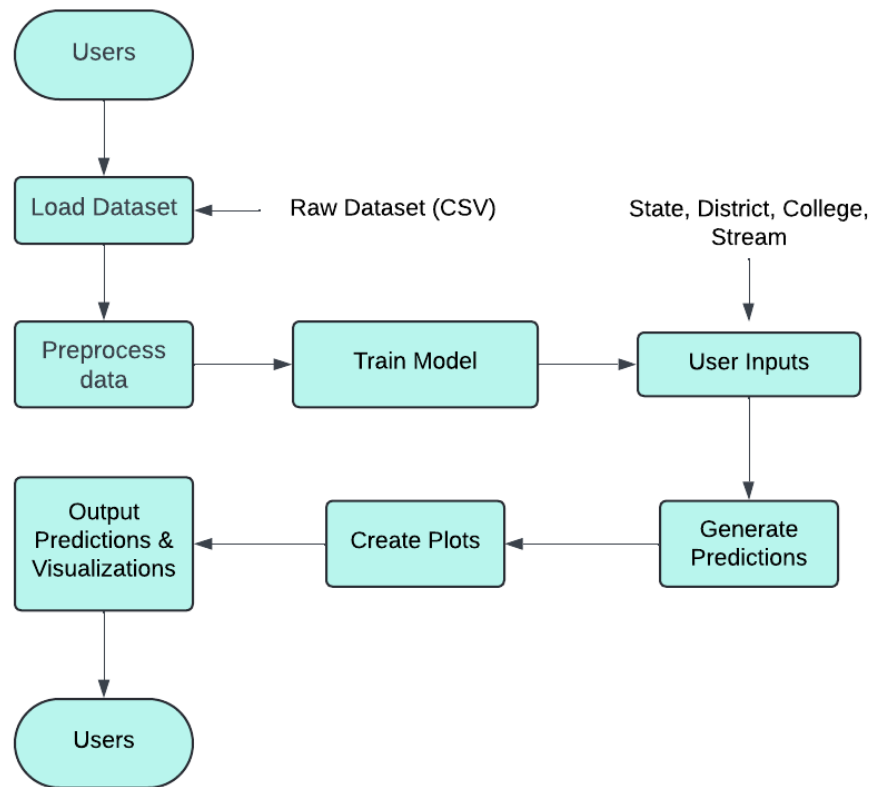 Users
Load Dataset
Raw Dataset (CSV)
State, District, College,
Stream
Preprocess
data
Train Model
User Inputs
Output
Predictions &
Visualizations
Create Plots
Generate
Predictions
Users